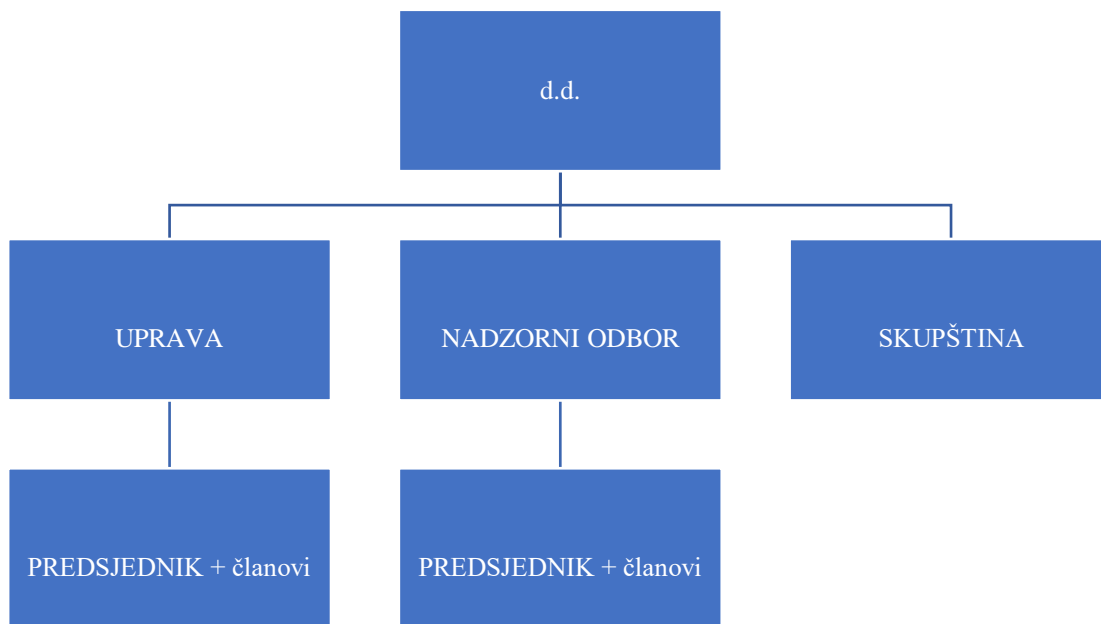 d.d.
UPRAVA
NADZORNI ODBOR
SKUPŠTINA
PREDSJEDNIK + članovi
PREDSJEDNIK + članovi